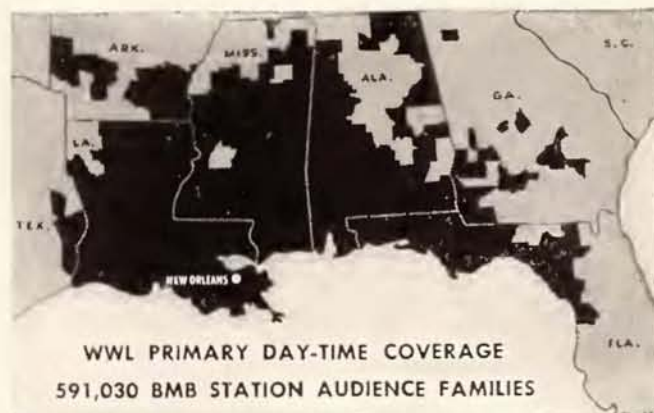 ARK.
MISS.
ALA.
S.C.
GA.
LA.
TEX.
NEW ORLEANS
FLA.
WWL PRIMARY DAY-TIME COVERAGE
591,030 BMB STATION AUDIENCE FAMILIES